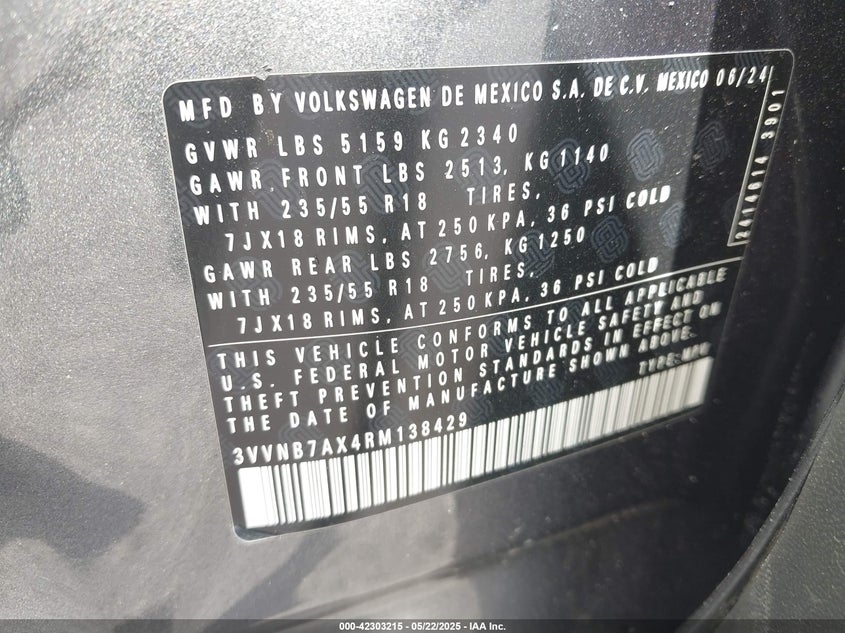 MFD BY VOLKSWAGEN DE MEXICO S.A. DE C.V. MEXICO 06/24
GVWR LBS 5159 KG 2340
GAWR FRONT LBS 2513, KG 1140
WITH 235/55 R18 TIRES,
7JX18 RIMS, AT 250 KPA, 36 PSI COLD
GAWR REAR LBS 2756, KG 1250
WITH 235/55 R18 TIRES,
7JX18 RIMS, AT 250 KPA, 36 PSI COLD
2414614 3901
THIS VEHICLE CONFORMS TO ALL APPLICABLE
U.S. FEDERAL MOTOR VEHICLE SAFETY AND
THEFT PREVENTION STANDARDS IN EFFECT ON
THE DATE OF MANUFACTURE SHOWN ABOVE.
TYPE: MPV
3VVNB7AX4RM138429
000-42303215 - 05/22/2025 - IAA Inc.